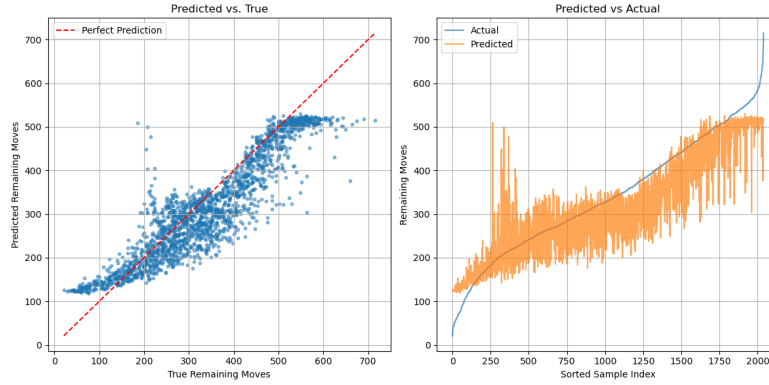 Predicted vs. True
Perfect Prediction
Predicted Remaining Moves
700
600
500
400
300
200
100
0
0 100 200 300 400 500 600 700
True Remaining Moves
Predicted vs Actual
Actual
Predicted
Remaining Moves
700
600
500
400
300
200
100
0
0 250 500 750 1000 1250 1500 1750 2000
Sorted Sample Index